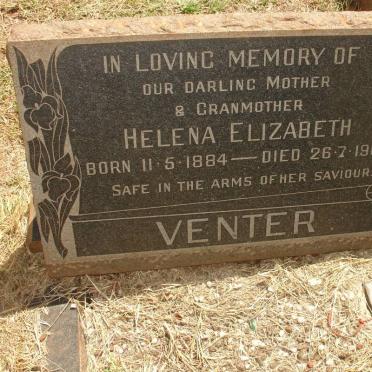 IN LOVING MEMORY OF
OUR DARLING MOTHER
& GRANMOTHER
HELENA ELIZABETH
BORN 11-5-1884 — DIED 26-7-19
SAFE IN THE ARMS OF HER SAVIOUR
VENTER